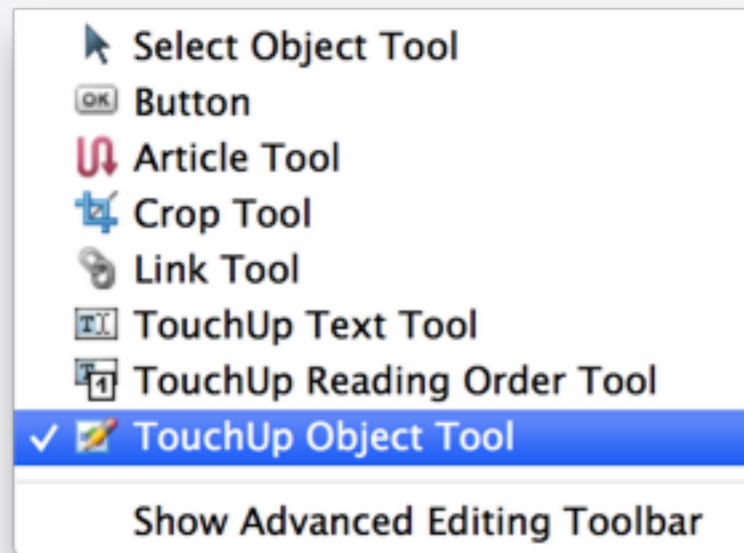 Select Object Tool
OK Button
Article Tool
Crop Tool
Link Tool
T TouchUp Text Tool
1 TouchUp Reading Order Tool
✓ TouchUp Object Tool
Show Advanced Editing Toolbar